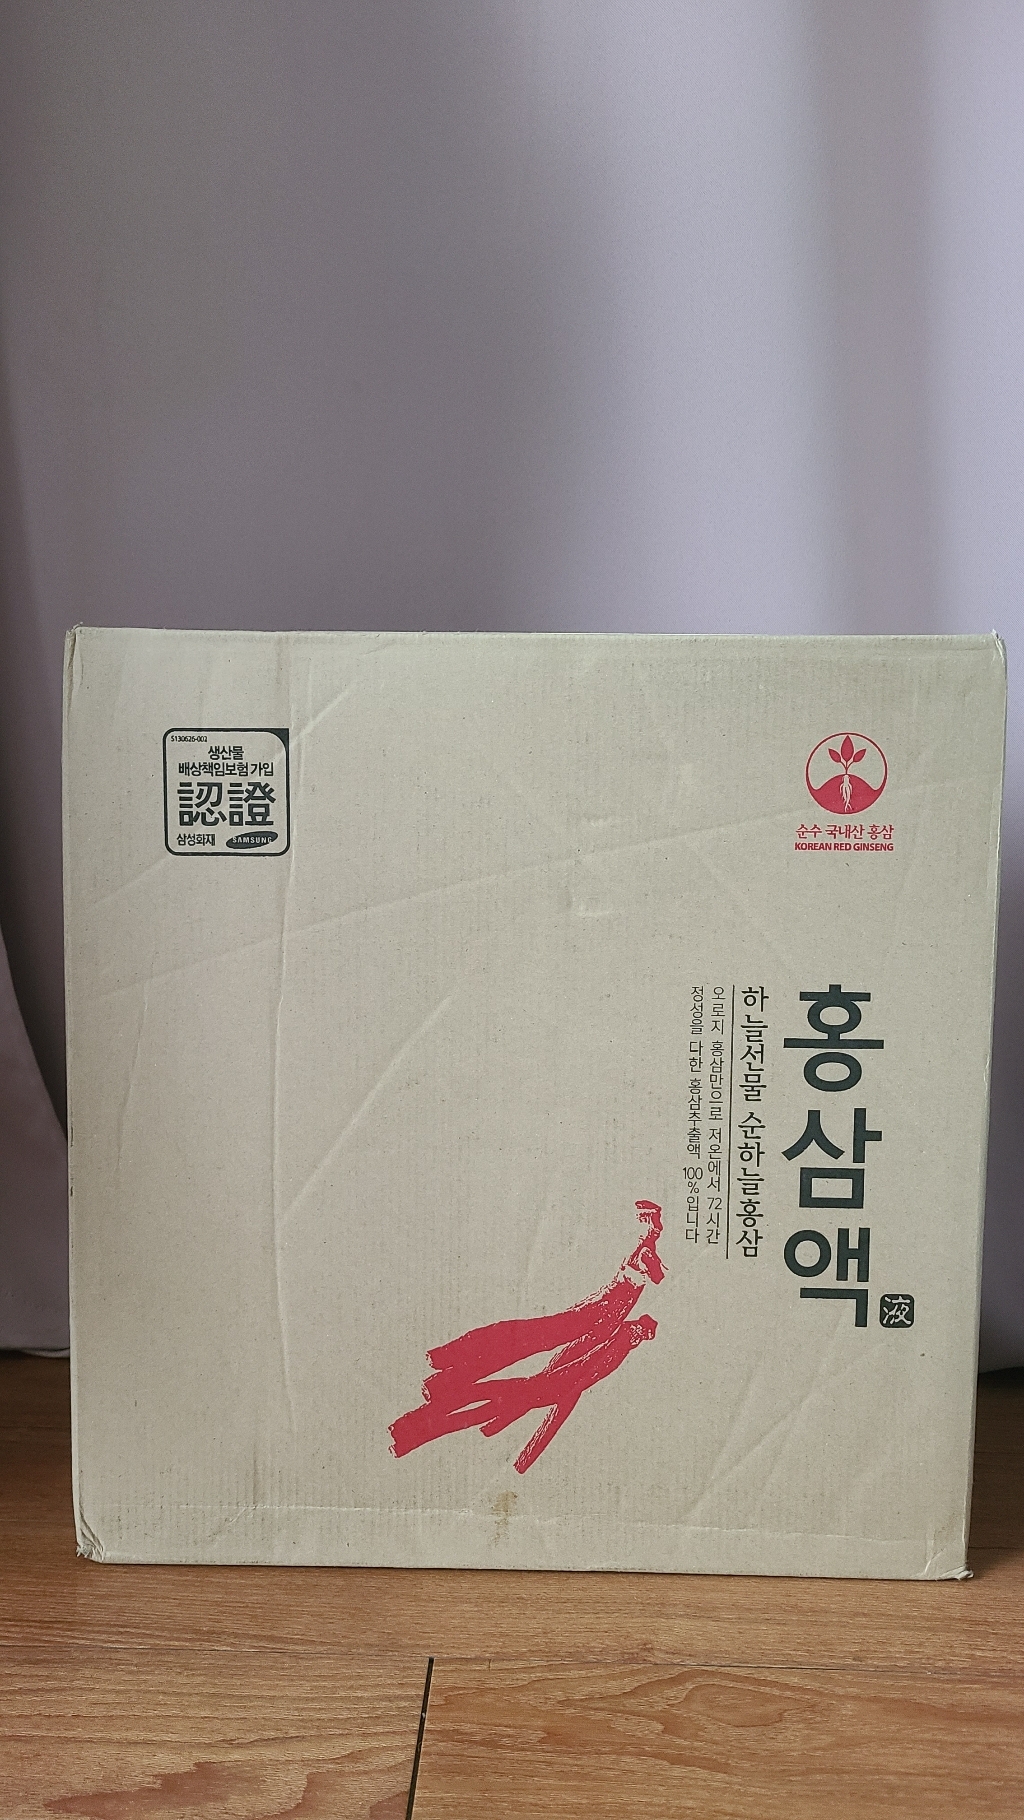 S130626-002
생산물
배상책임보험 가입
認證
삼성화재 SAMSUNG
순수 국내산 홍삼
KOREAN RED GINSENG
홍삼액
液
하늘선물 순하늘홍삼
오로지 홍삼만으로 저온에서 72시간
정성을 다한 홍삼추출액 100%입니다